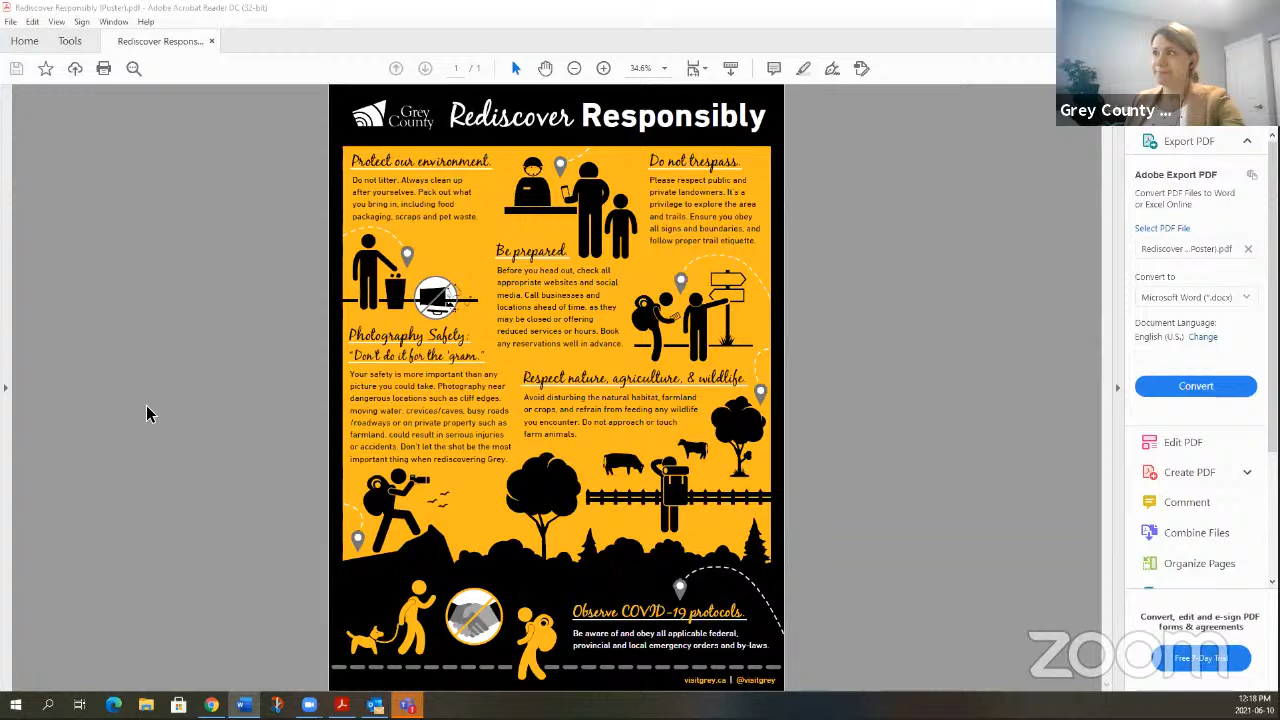 Rediscover Responsibly (Poster).pdf - Adobe Acrobat Reader DC (32-bit)
File Edit View Sign Window Help
Home Tools Rediscover Respons... ×
1 / 1 34.6%
Grey County Rediscover Responsibly
Protect our environment.
Do not litter. Always clean up
after yourselves. Pack out what
you bring in, including food
packaging, scraps and pet waste.
Do not trespass.
Please respect public and
private landowners. It's a
privilege to explore the area
and trails. Ensure you obey
all signs and boundaries, and
follow proper trail etiquette.
Be prepared.
Before you head out, check all
appropriate websites and social
media. Call businesses and
locations ahead of time, as they
may be closed or offering
reduced services or hours. Book
any reservations well in advance.
Photography Safety:
"Don't do it for the 'gram."
Your safety is more important than any
picture you could take. Photography near
dangerous locations such as cliff edges,
moving water, crevices/caves, busy roads
/roadways or on private property such as
farmland, could result in serious injuries
or accidents. Don't let the shot be the most
important thing when rediscovering Grey.
Respect nature, agriculture, & wildlife.
Avoid disturbing the natural habitat, farmland
or crops, and refrain from feeding any wildlife
you encounter. Do not approach or touch
farm animals.
Observe COVID-19 protocols.
Be aware of and obey all applicable federal,
provincial and local emergency orders and by-laws.
visitgrey.ca | @visitgrey
Grey County ...
Export PDF
Adobe Export PDF
Convert PDF Files to Word
or Excel Online
Select PDF File
Rediscover ...Poster).pdf
Convert to
Microsoft Word (*.docx)
Document Language:
English (U.S.) Change
Convert
Edit PDF
Create PDF
Comment
Combine Files
Organize Pages
Convert, edit and e-sign PDF
forms & agreements
Free 7-Day Trial
zoom
12:18 PM
2021-06-10